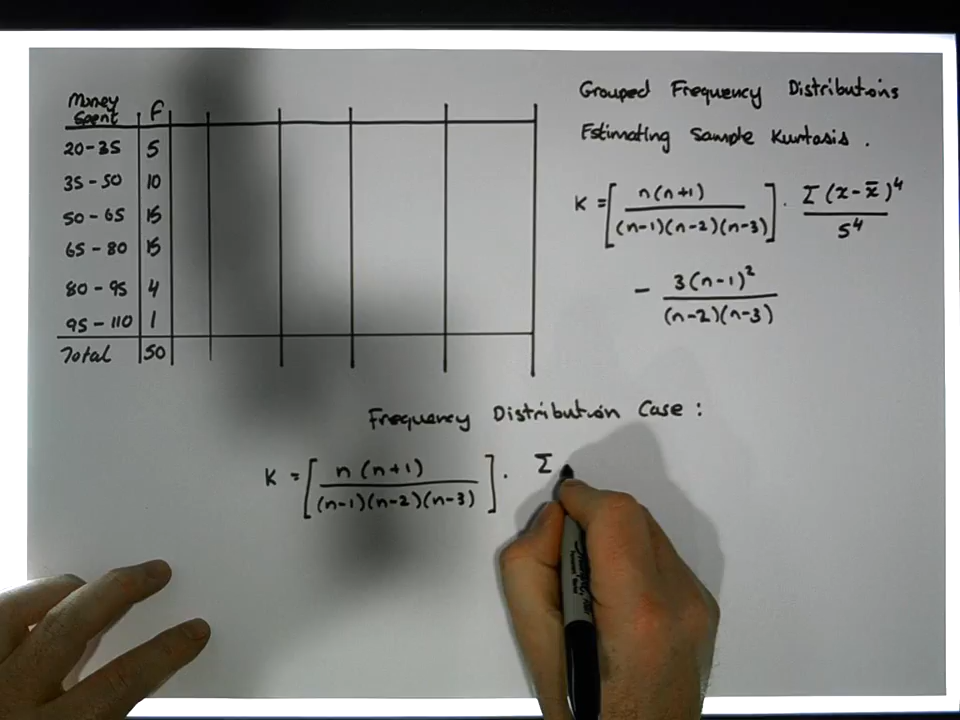 Money Spent f
20-35 5
35-50 10
50-65 15
65-80 15
80-95 4
95-110 1
Total 50
Grouped Frequency Distributions
Estimating Sample Kurtasis.
K = [n(n+1) / (n-1)(n-2)(n-3)] . Σ(x-x̄)⁴ / S⁴
- 3(n-1)² / (n-2)(n-3)
Frequency Distribution Case:
K = [n(n+1) / (n-1)(n-2)(n-3)] . Σ